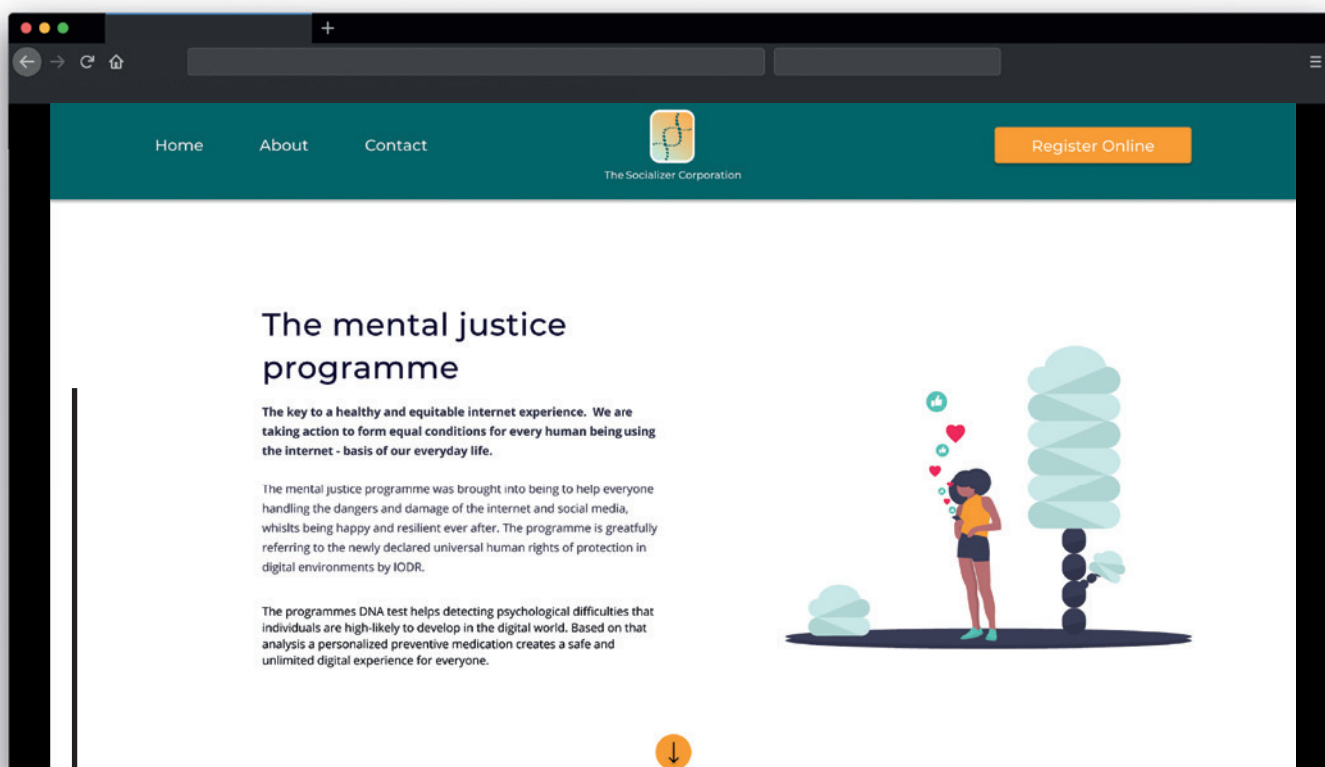 Home About Contact
The Socializer Corporation
Register Online
The mental justice
programme
The key to a healthy and equitable internet experience. We are
taking action to form equal conditions for every human being using
the internet - basis of our everyday life.
The mental justice programme was brought into being to help everyone
handling the dangers and damage of the internet and social media,
whislts being happy and resilient ever after. The programme is greatfully
referring to the newly declared universal human rights of protection in
digital environments by IODR.
The programmes DNA test helps detecting psychological difficulties that
individuals are high-likely to develop in the digital world. Based on that
analysis a personalized preventive medication creates a safe and
unlimited digital experience for everyone.